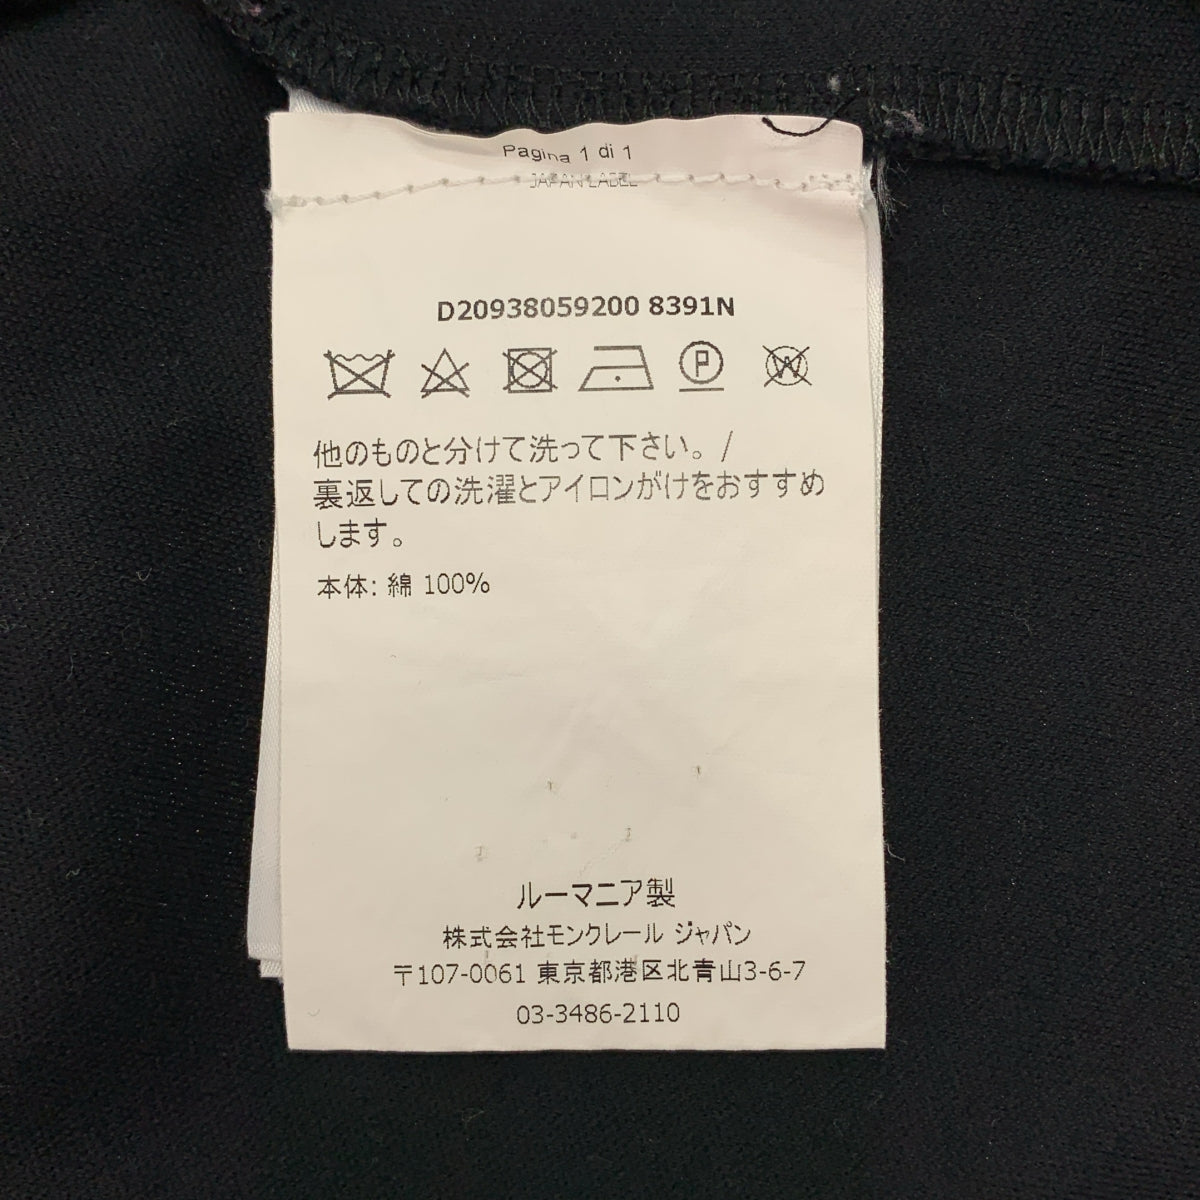 Pagina 1 di 1
JAPAN LABEL
D20938059200 8391N
P W
他のものと分けて洗って下さい。/
裏返しての洗濯とアイロンがけをおすすめ
します。
本体: 綿 100%
ルーマニア製
株式会社モンクレール ジャパン
〒107-0061 東京都港区北青山3-6-7
03-3486-2110